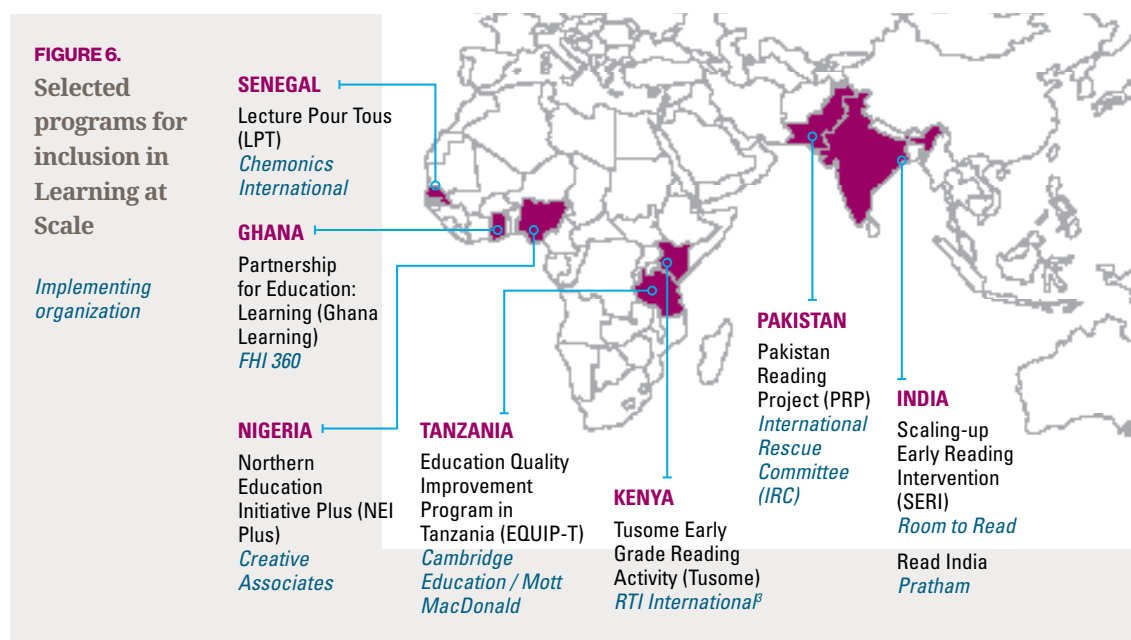 FIGURE 6.
Selected
programs for
inclusion in
Learning at
Scale
Implementing
organization
SENEGAL
Lecture Pour Tous
(LPT)
Chemonics
International
GHANA
Partnership
for Education:
Learning (Ghana
Learning)
FHI 360
NIGERIA
Northern
Education
Initiative Plus (NEI
Plus)
Creative
Associates
TANZANIA
Education Quality
Improvement
Program in
Tanzania (EQUIP-T)
Cambridge
Education / Mott
MacDonald
KENYA
Tusome Early
Grade Reading
Activity (Tusome)
RTI International³
PAKISTAN
Pakistan
Reading
Project (PRP)
International
Rescue
Committee
(IRC)
INDIA
Scaling-up
Early Reading
Intervention
(SERI)
Room to Read
Read India
Pratham